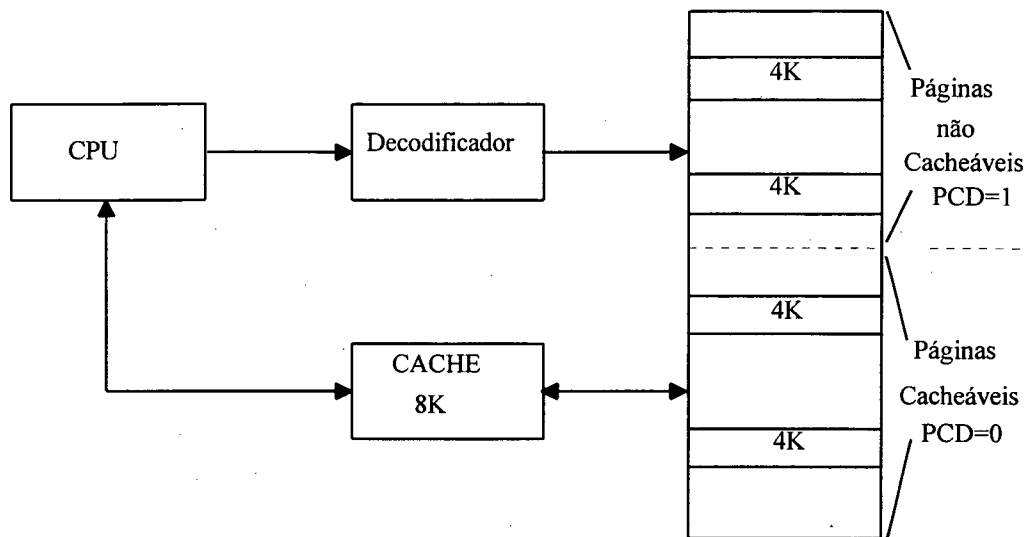 4K
Páginas
não
Cacheáveis
PCD=1
CPU
Decodificador
4K
4K
CACHE
8K
Páginas
Cacheáveis
PCD=0
4K